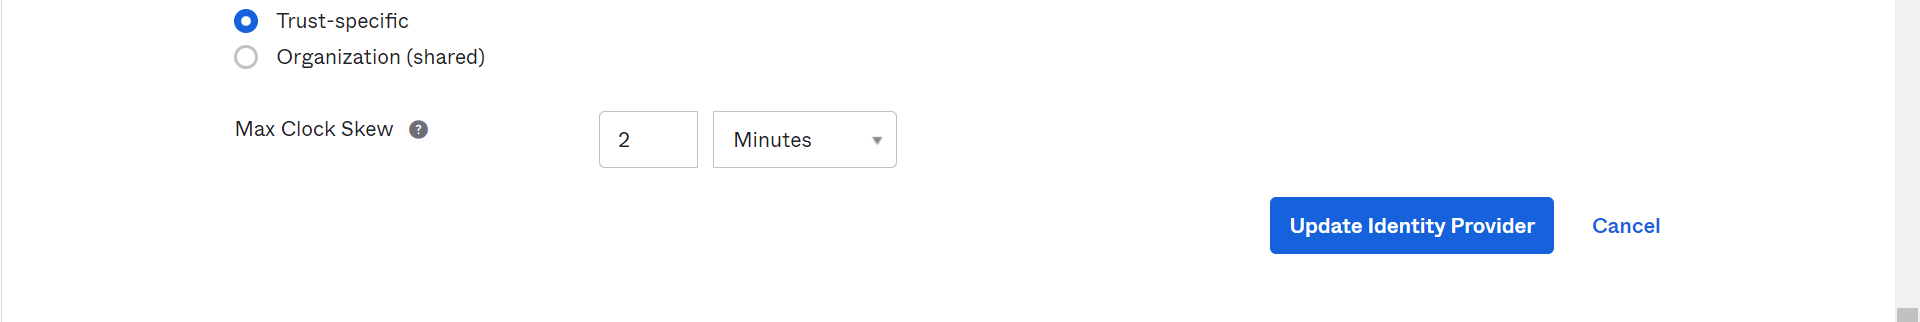 Trust-specific
Organization (shared)
Max Clock Skew ?
2 Minutes
Update Identity Provider Cancel